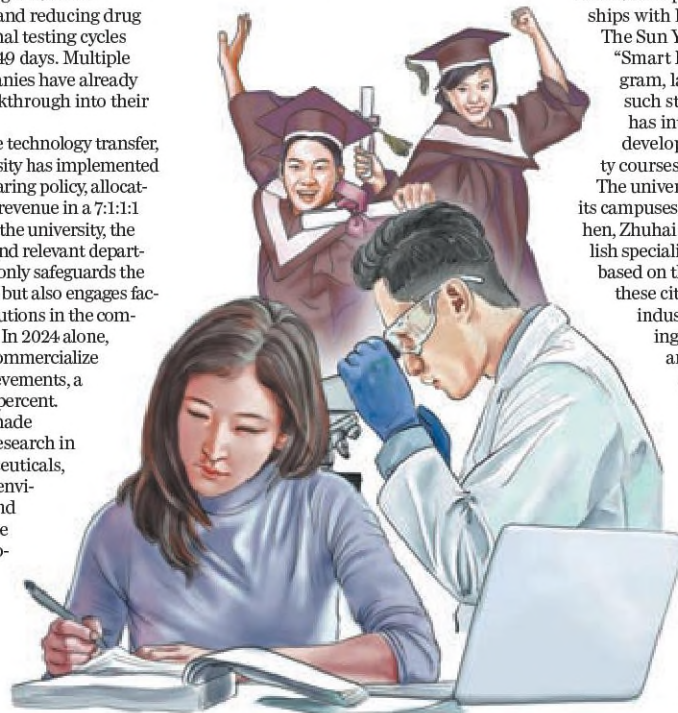 and reducing drug
nal testing cycles
49 days. Multiple
anies have already
kthrough into their
e technology transfer,
sity has implemented
aring policy, allocat-
revenue in a 7:1:1:1
the university, the
nd relevant depart-
only safeguards the
but also engages fac-
utions in the com-
In 2024 alone,
ommercialize
evements, a
percent.
nade
esearch in
ceuticals,
envi-
nd
e
o-
ships with
The Sun Y
“Smart
gram, la
such st
has in
develop
ty courses
The univer
its campuses
hen, Zhuhai
lish speciali
based on th
these cit
indus
ing
ar